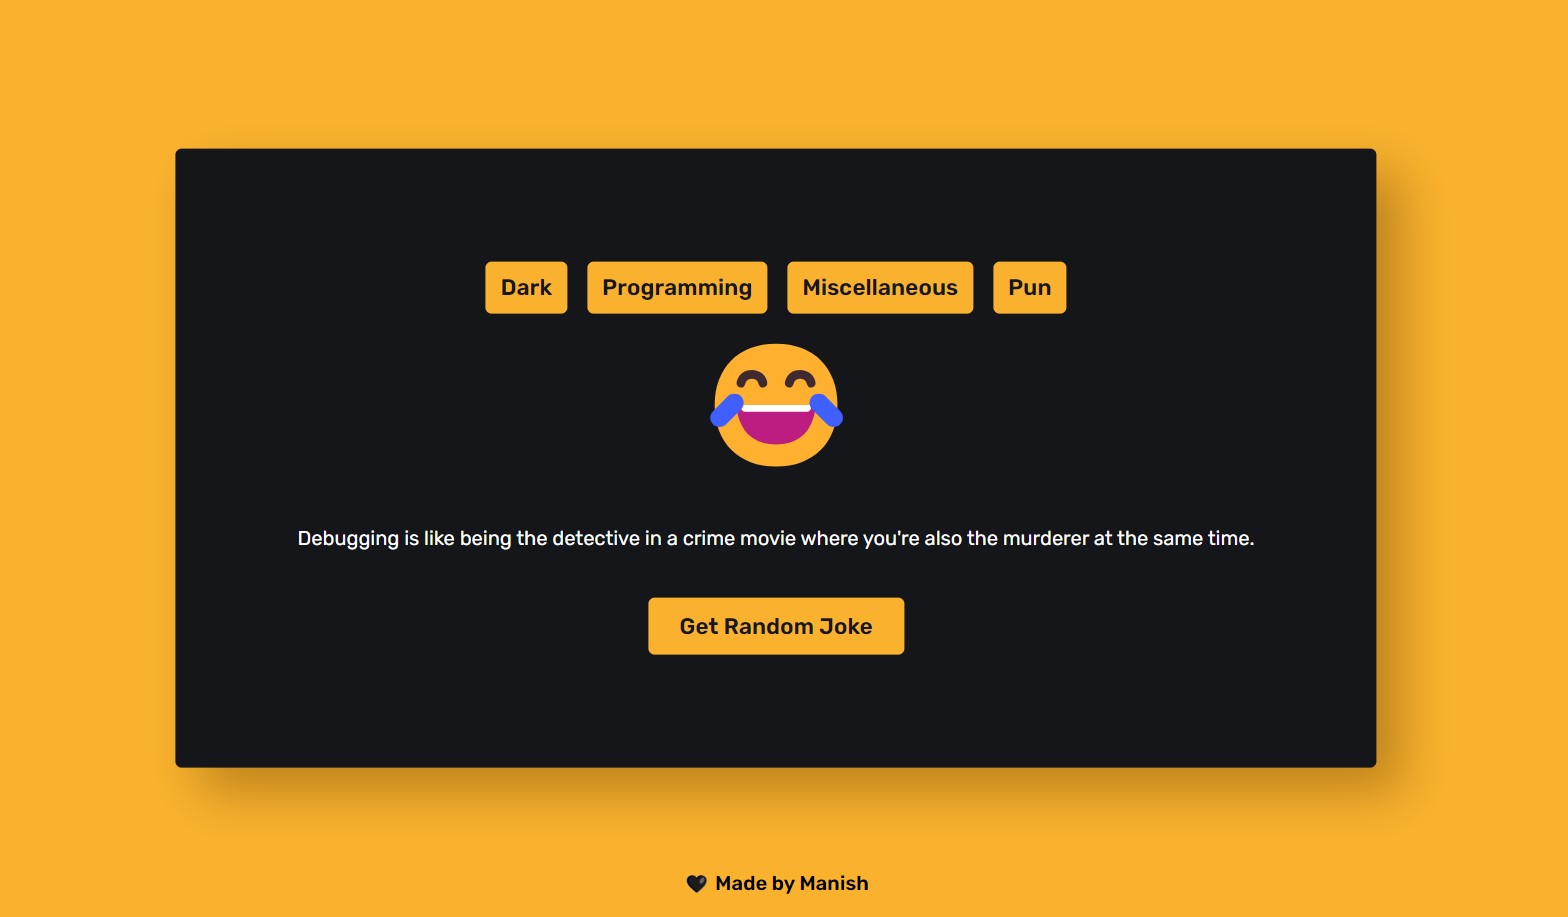 Dark Programming Miscellaneous Pun
Debugging is like being the detective in a crime movie where you're also the murderer at the same time.
Get Random Joke
🖤 Made by Manish